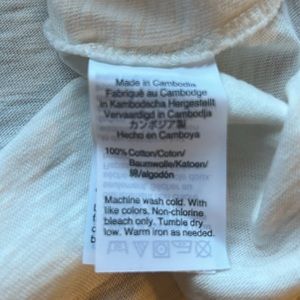 Made in Cambodia
Fabriqué au Cambodge
in Kambodscha Hergestellt
Vervaardigd in Cambodja
カンボジア製
Hecho en Camboya
100% Cotton/Coton/
Baumwolle/Katoen/
綿/algodón
Machine wash cold. With
like colors. Non-chlorine
bleach only. Tumble dry
low. Warm iron as needed.